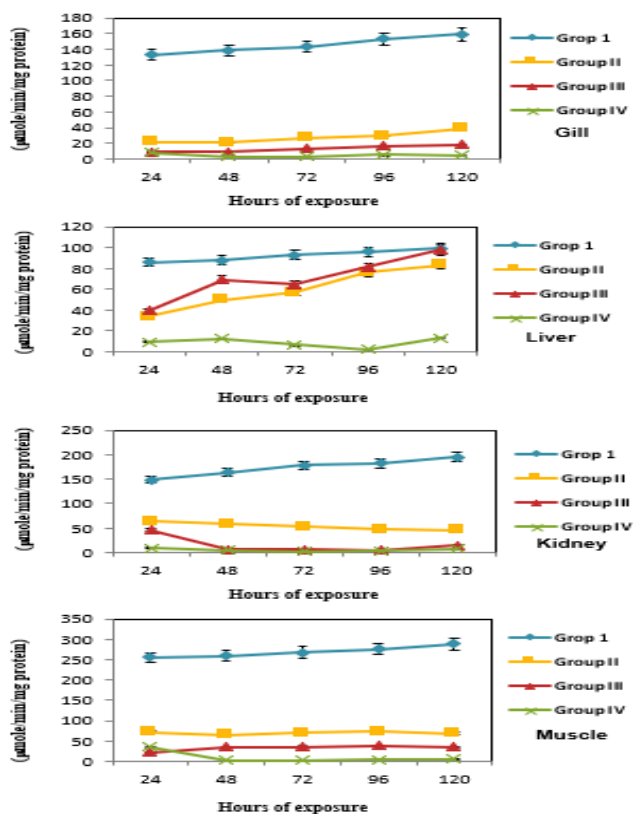 (µmole/min/mg protein)
180
160
140
120
100
80
60
40
20
0
24 48 72 96 120
Hours of exposure
Grop 1
Group II
Group III
Group IV
Gill
(µmole/min/mg protein)
120
100
80
60
40
20
0
24 48 72 96 120
Hours of exposure
Grop 1
Group II
Group III
Group IV
Liver
(µmole/min/mg protein)
250
200
150
100
50
0
24 48 72 96 120
Hours of exposure
Grop 1
Group II
Group III
Group IV
Kidney
(µmole/min/mg protein)
350
300
250
200
150
100
50
0
24 48 72 96 120
Hours of exposure
Grop 1
Group II
Group III
Group IV
Muscle